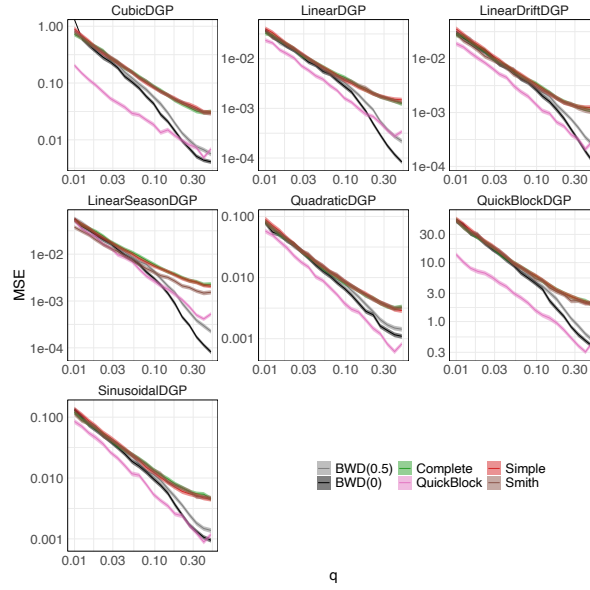 CubicDGP
LinearDGP
LinearDriftDGP
1.00
0.10
0.01
1e-02
1e-03
1e-04
1e-02
1e-03
1e-04
0.01 0.03 0.10 0.30
0.01 0.03 0.10 0.30
0.01 0.03 0.10 0.30
LinearSeasonDGP
QuadraticDGP
QuickBlockDGP
MSE
1e-02
1e-03
1e-04
0.100
0.010
0.001
30.0
10.0
3.0
1.0
0.3
0.01 0.03 0.10 0.30
0.01 0.03 0.10 0.30
0.01 0.03 0.10 0.30
SinusoidalDGP
0.100
0.010
0.001
0.01 0.03 0.10 0.30
BWD(0.5) Complete Simple
BWD(0) QuickBlock Smith
q